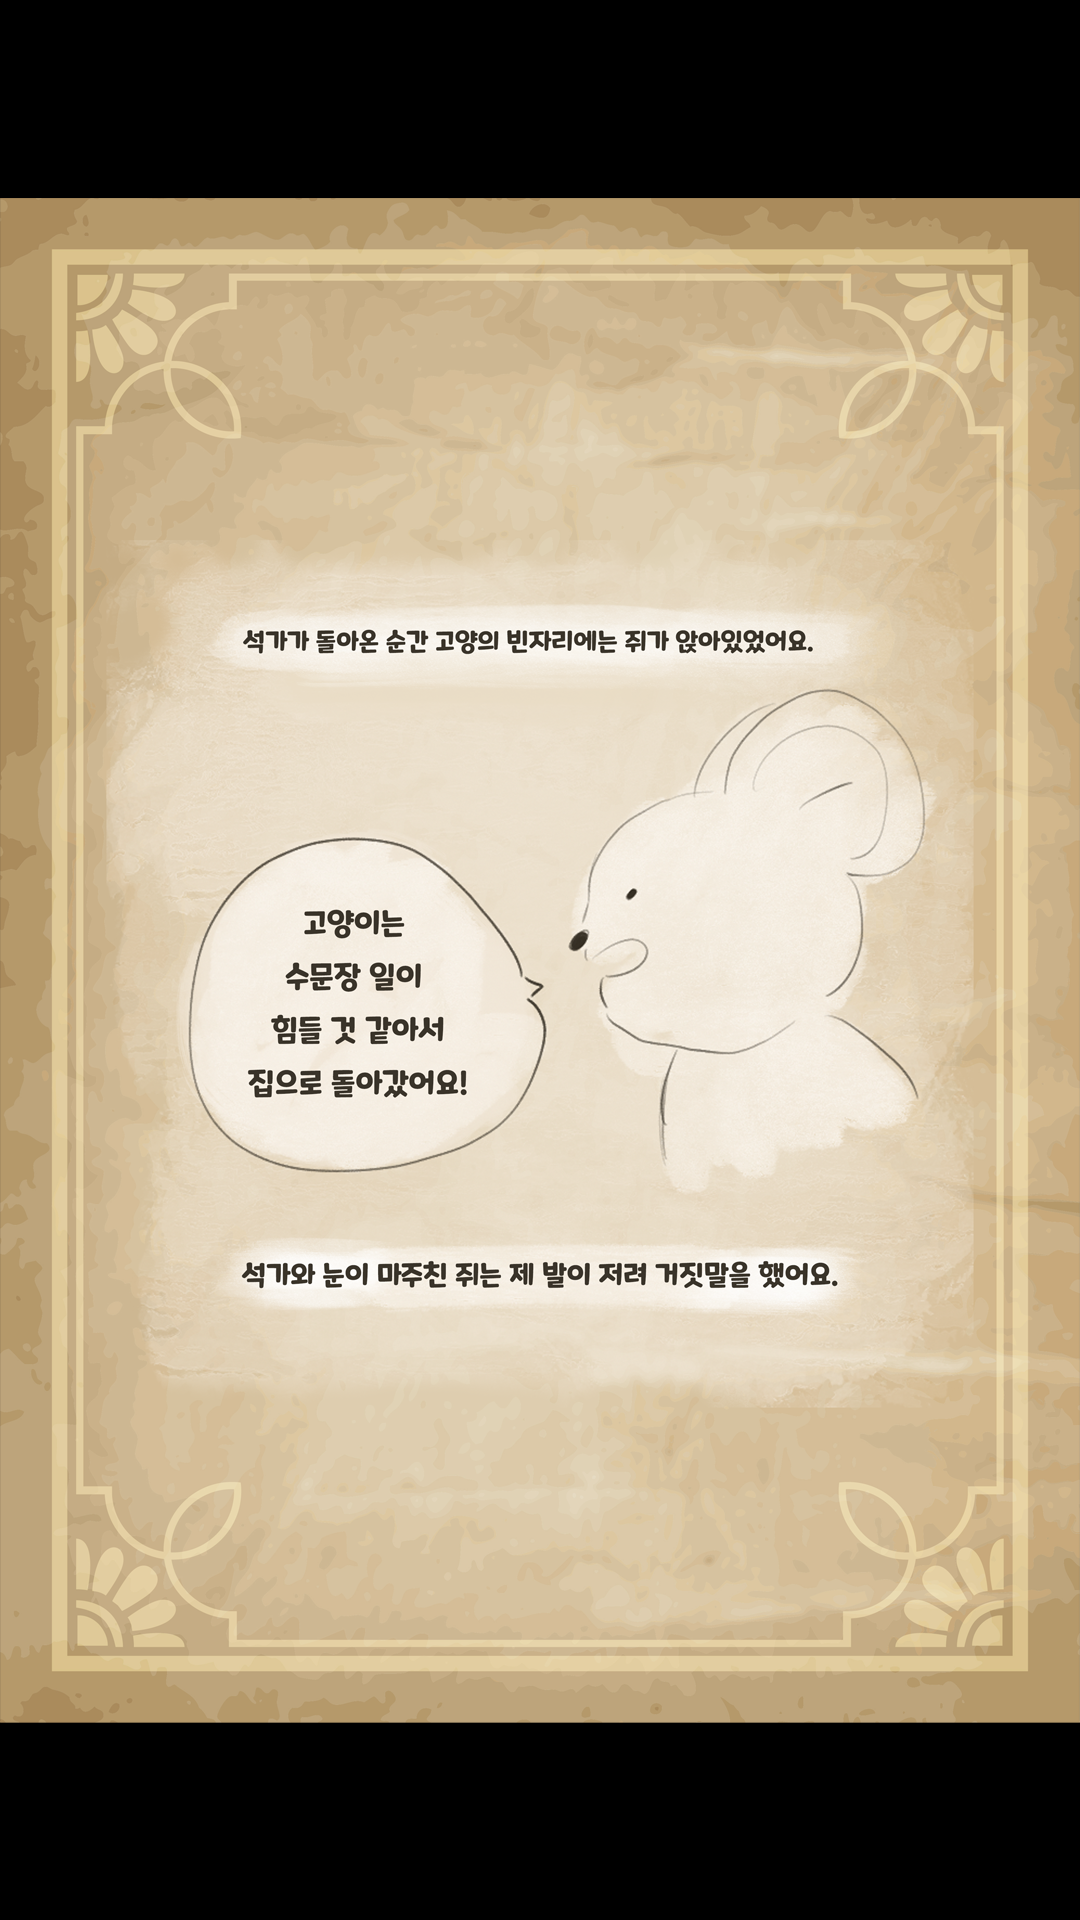 석가가 돌아온 순간 고양의 빈자리에는 쥐가 앉아있었어요.
고양이는
수문장 일이
힘들 것 같아서
집으로 돌아갔어요!
석가와 눈이 마주친 쥐는 제 발이 저려 거짓말을 했어요.